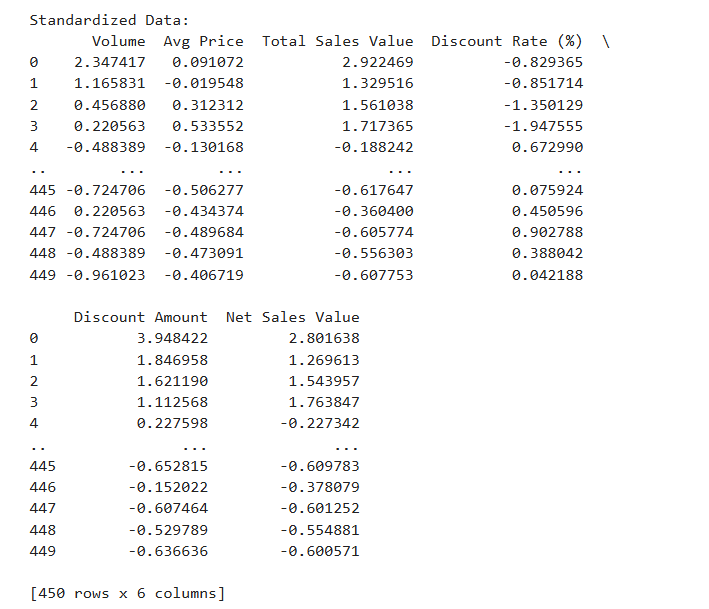 Standardized Data:
       Volume  Avg Price  Total Sales Value  Discount Rate (%)  \
0    2.347417   0.091072           2.922469          -0.829365
1    1.165831  -0.019548           1.329516          -0.851714
2    0.456880   0.312312           1.561038          -1.350129
3    0.220563   0.533552           1.717365          -1.947555
4   -0.488389  -0.130168          -0.188242           0.672990
..        ...        ...                ...                ...
445 -0.724706  -0.506277          -0.617647           0.075924
446  0.220563  -0.434374          -0.360400           0.450596
447 -0.724706  -0.489684          -0.605774           0.902788
448 -0.488389  -0.473091          -0.556303           0.388042
449 -0.961023  -0.406719          -0.607753           0.042188

     Discount Amount  Net Sales Value
0           3.948422         2.801638
1           1.846958         1.269613
2           1.621190         1.543957
3           1.112568         1.763847
4           0.227598        -0.227342
..               ...              ...
445        -0.652815        -0.609783
446        -0.152022        -0.378079
447        -0.607464        -0.601252
448        -0.529789        -0.554881
449        -0.636636        -0.600571

[450 rows x 6 columns]